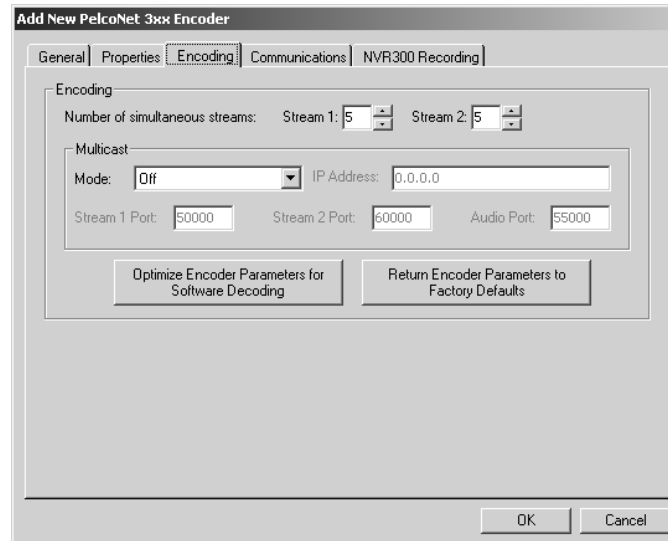 Add New PelcoNet 3xx Encoder
General Properties Encoding Communications NVR300 Recording
Encoding
Number of simultaneous streams: Stream 1: 5 Stream 2: 5
Multicast
Mode: Off IP Address: 0.0.0.0
Stream 1 Port: 50000 Stream 2 Port: 60000 Audio Port: 55000
Optimize Encoder Parameters for
Software Decoding
Return Encoder Parameters to
Factory Defaults
OK Cancel